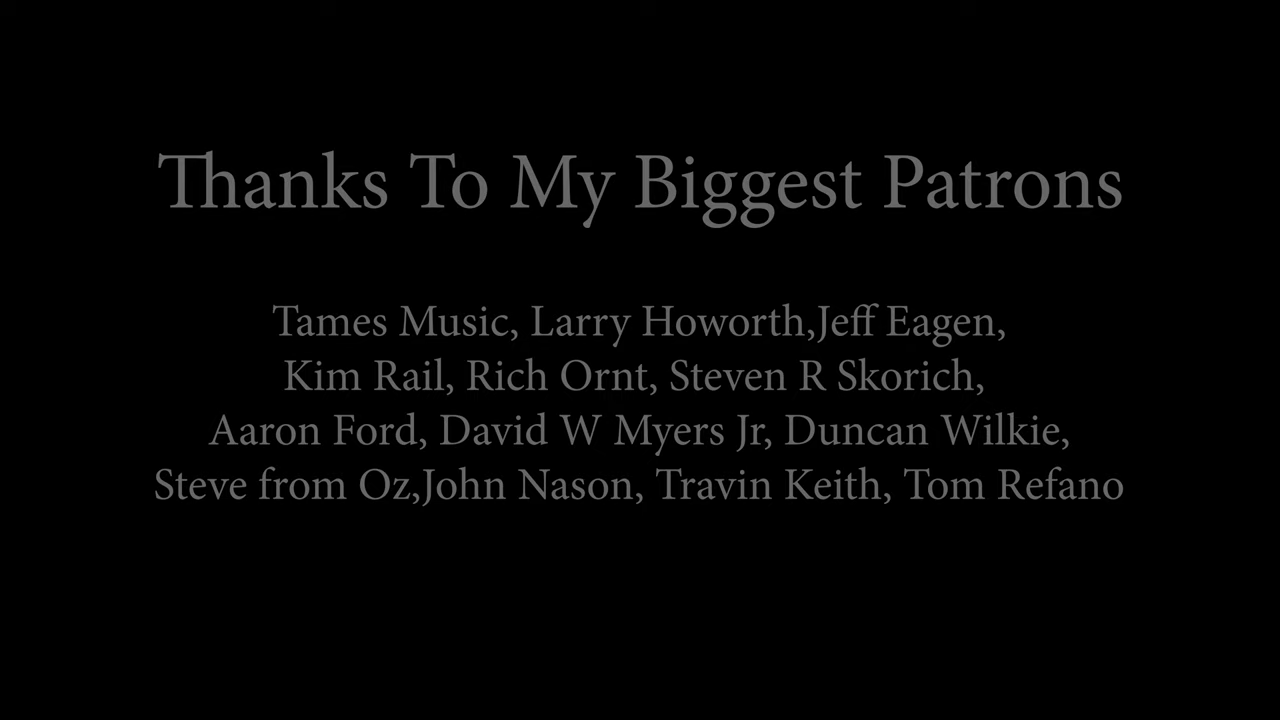 Thanks To My Biggest Patrons
Tames Music, Larry Howorth,Jeff Eagen,
Kim Rail, Rich Ornt, Steven R Skorich,
Aaron Ford, David W Myers Jr, Duncan Wilkie,
Steve from Oz,John Nason, Travin Keith, Tom Refano